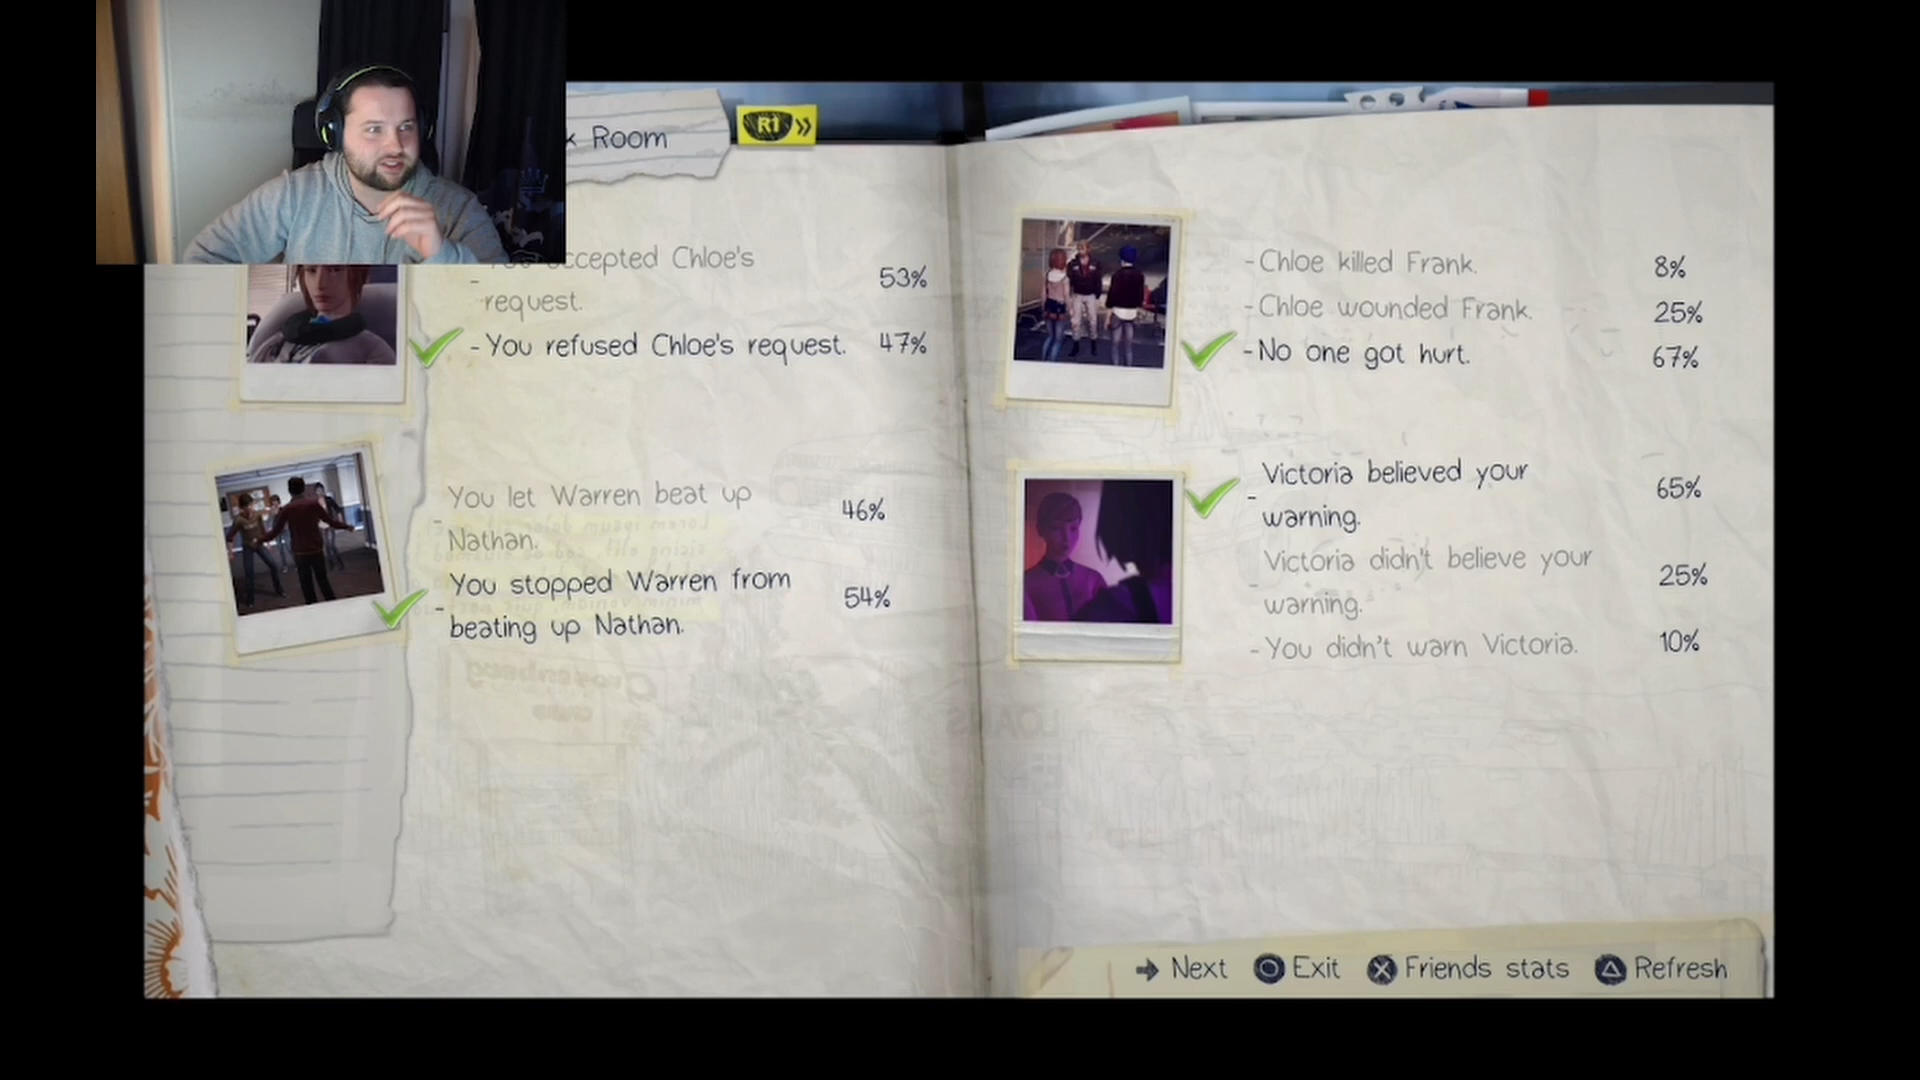 Room
R1
accepted Chloe's
request.
53%
- You refused Chloe's request. 47%
You let Warren beat up
- Nathan.
46%
You stopped Warren from
- beating up Nathan.
54%
- Chloe killed Frank. 8%
- Chloe wounded Frank. 25%
- No one got hurt. 67%
Victoria believed your
- warning.
65%
Victoria didn't believe your
- warning.
25%
- You didn't warn Victoria. 10%
Next Exit Friends stats Refresh